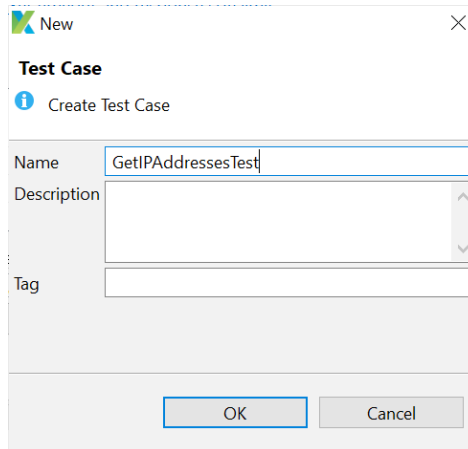 New
Test Case
Create Test Case
Name GetIPAddressesTest
Description
Tag
OK Cancel